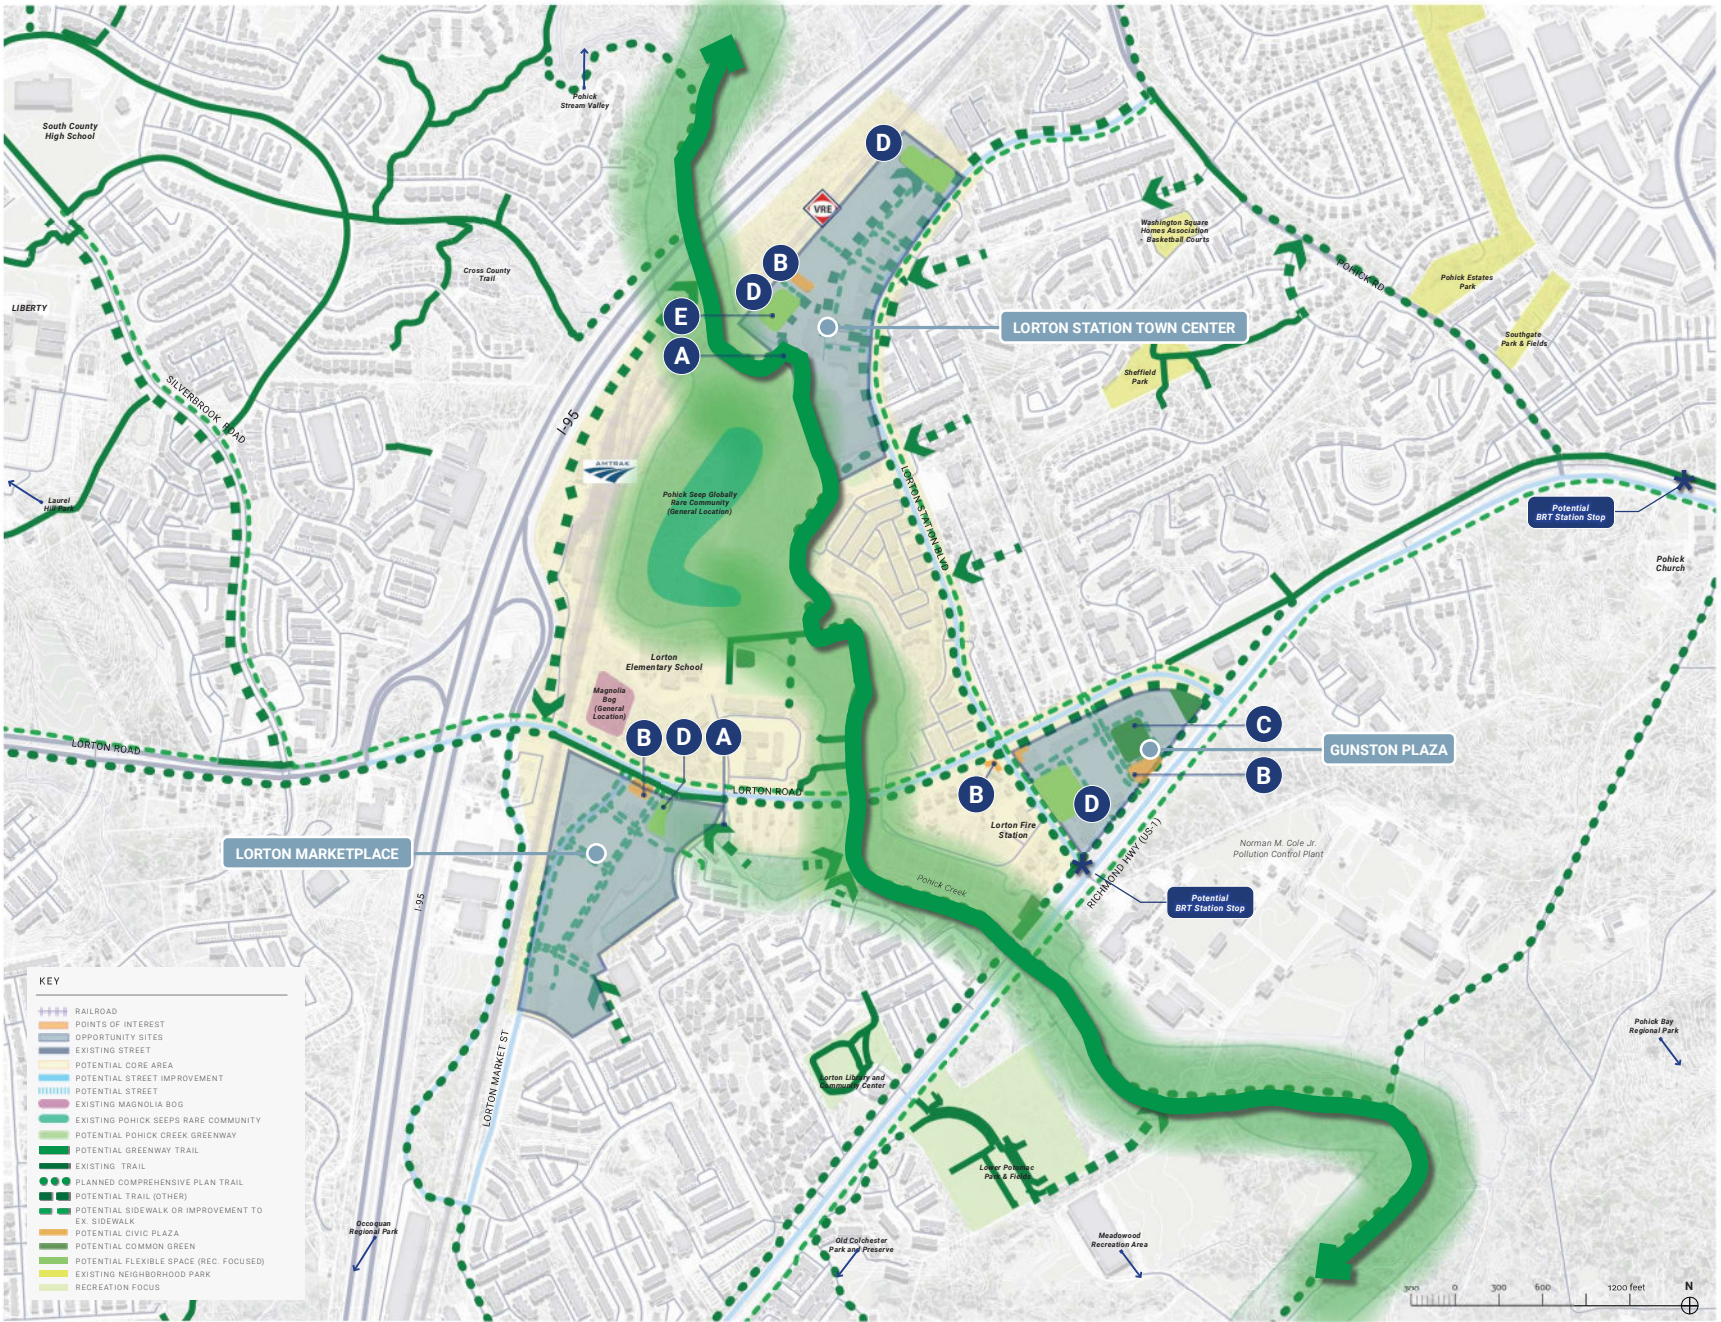 South County
High School
Pohick
Stream Valley
D
VRE
Washington Square
Homes Association
- Basketball Courts
POHICK RD
Pohick Estates
Park
Southgate
Park & Fields
Cross County
Trail
LIBERTY
B
D
E
A
LORTON STATION TOWN CENTER
Sheffield
Park
SILVERBROOK ROAD
I-95
AMTRAK
Laurel
Hill Park
Pohick Seep Globally
Rare Community
(General Location)
LORTON STATION BLVD
Potential
BRT Station Stop
Pohick
Church
Lorton
Elementary School
Magnolia
Bog
(General
Location)
LORTON ROAD
B
D
A
LORTON ROAD
C
GUNSTON PLAZA
B
B
D
Lorton Fire
Station
LORTON MARKETPLACE
Norman M. Cole Jr.
Pollution Control Plant
RICHMOND HWY (US-1)
Pohick Creek
Potential
BRT Station Stop
I-95
LORTON MARKET ST
Lorton Library and
Community Center
Pohick Bay
Regional Park
Lower Potomac
Park & Fields
Occoquan
Regional Park
Old Colchester
Park and Preserve
Meadowood
Recreation Area
KEY
RAILROAD
POINTS OF INTEREST
OPPORTUNITY SITES
EXISTING STREET
POTENTIAL CORE AREA
POTENTIAL STREET IMPROVEMENT
POTENTIAL STREET
EXISTING MAGNOLIA BOG
EXISTING POHICK SEEPS RARE COMMUNITY
POTENTIAL POHICK CREEK GREENWAY
POTENTIAL GREENWAY TRAIL
EXISTING TRAIL
PLANNED COMPREHENSIVE PLAN TRAIL
POTENTIAL TRAIL (OTHER)
POTENTIAL SIDEWALK OR IMPROVEMENT TO
EX. SIDEWALK
POTENTIAL CIVIC PLAZA
POTENTIAL COMMON GREEN
POTENTIAL FLEXIBLE SPACE (REC. FOCUSED)
EXISTING NEIGHBORHOOD PARK
RECREATION FOCUS
300 0 300 600 1200 feet
N